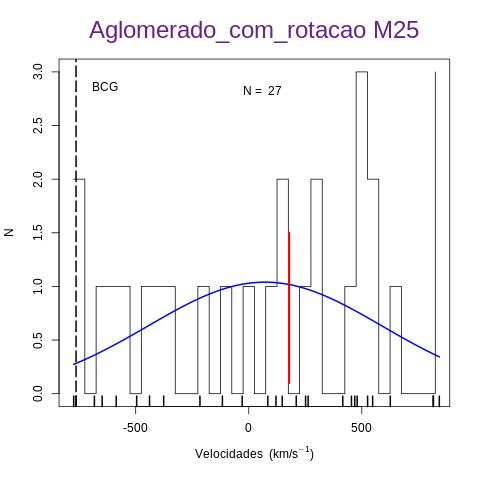 Aglomerado_com_rotacao M25
BCG
N = 27
3.0
2.5
2.0
1.5
1.0
0.5
0.0
N
-500 0 500
Velocidades (km/s⁻¹)